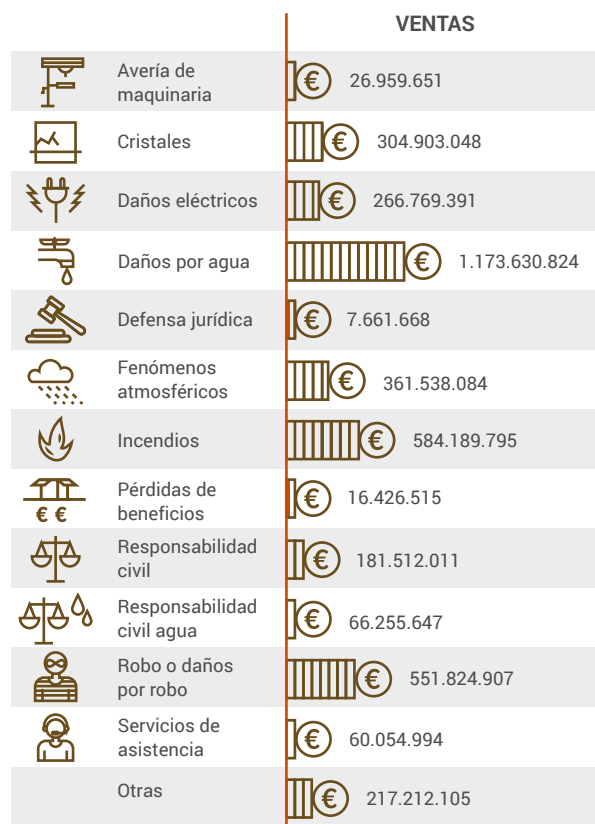 VENTAS
Avería de
maquinaria
€ 26.959.651
Cristales
€ 304.903.048
Daños eléctricos
€ 266.769.391
Daños por agua
€ 1.173.630.824
Defensa jurídica
€ 7.661.668
Fenómenos
atmosféricos
€ 361.538.084
Incendios
€ 584.189.795
€ €
Pérdidas de
beneficios
€ 16.426.515
Responsabilidad
civil
€ 181.512.011
Responsabilidad
civil agua
€ 66.255.647
Robo o daños
por robo
€ 551.824.907
Servicios de
asistencia
€ 60.054.994
Otras
€ 217.212.105